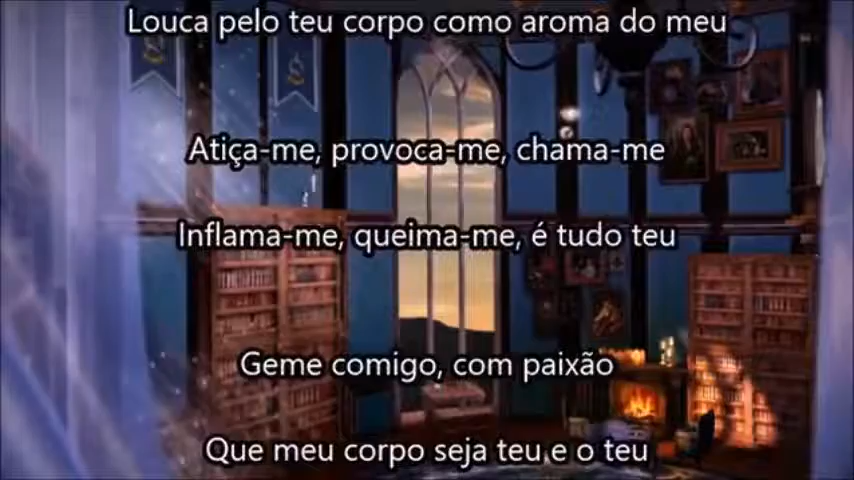 Louca pelo teu corpo como aroma do meu
Atiça-me, provoca-me, chama-me
Inflama-me, queima-me, é tudo teu
Geme comigo, com paixão
Que meu corpo seja teu e o teu